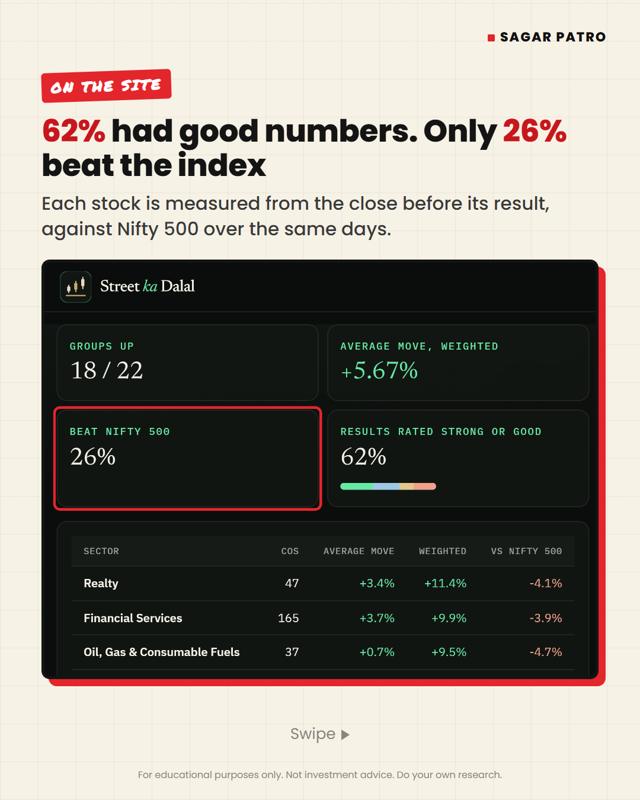 SAGAR PATRO
ON THE SITE
62% had good numbers. Only 26%
beat the index
Each stock is measured from the close before its result,
against Nifty 500 over the same days.
Street ka Dalal
GROUPS UP
18 / 22
AVERAGE MOVE, WEIGHTED
+5.67%
BEAT NIFTY 500
26%
RESULTS RATED STRONG OR GOOD
62%
SECTOR COS AVERAGE MOVE WEIGHTED VS NIFTY 500
Realty 47 +3.4% +11.4% -4.1%
Financial Services 165 +3.7% +9.9% -3.9%
Oil, Gas & Consumable Fuels 37 +0.7% +9.5% -4.7%
Swipe ▶
For educational purposes only. Not investment advice. Do your own research.